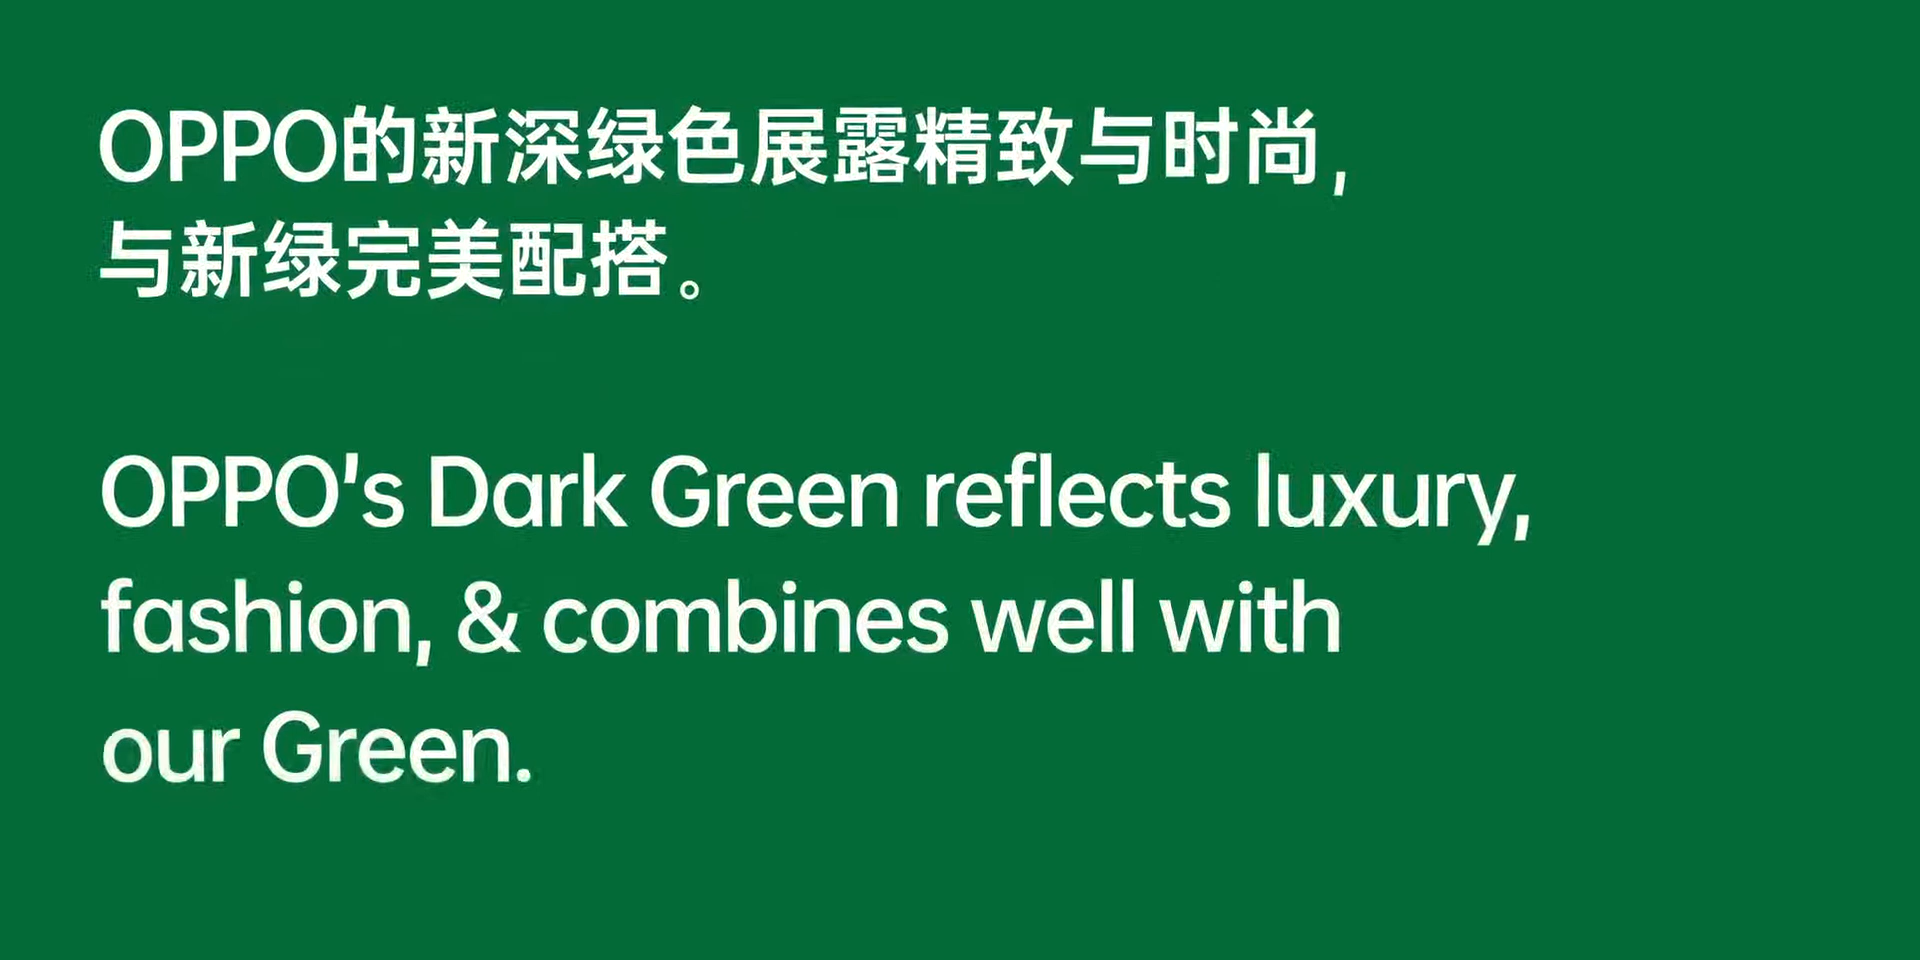 OPPO的新深绿色展露精致与时尚，
与新绿完美配搭。
OPPO's Dark Green reflects luxury,
fashion, & combines well with
our Green.